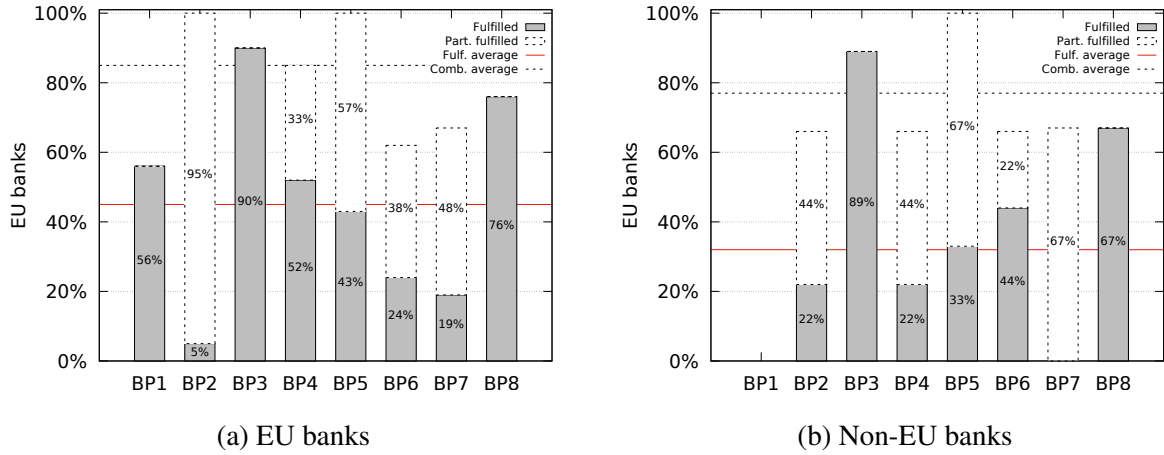 100%
80%
60%
40%
20%
0%
EU banks
Fulfilled
Part. fulfilled
Fulf. average
Comb. average
56%
95%
5%
90%
33%
52%
57%
43%
38%
24%
48%
19%
76%
BP1 BP2 BP3 BP4 BP5 BP6 BP7 BP8
(a) EU banks
100%
80%
60%
40%
20%
0%
EU banks
Fulfilled
Part. fulfilled
Fulf. average
Comb. average
44%
22%
89%
44%
22%
67%
33%
22%
44%
67%
67%
BP1 BP2 BP3 BP4 BP5 BP6 BP7 BP8
(b) Non-EU banks